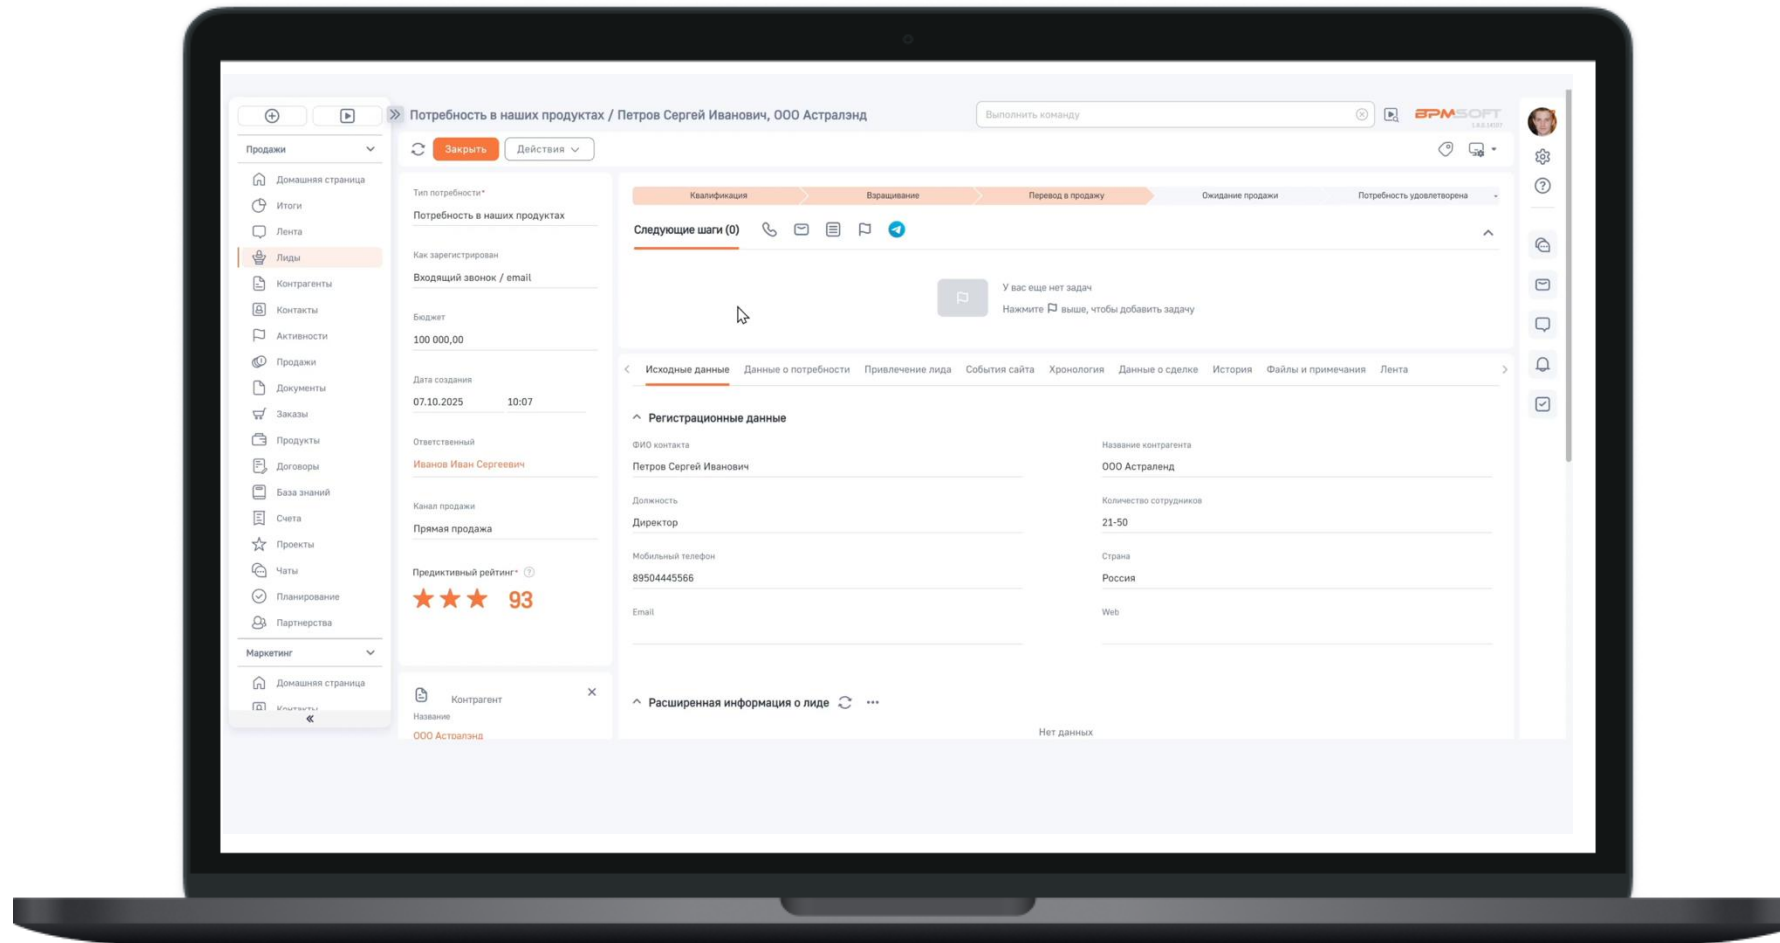 Потребность в наших продуктах / Петров Сергей Иванович, ООО Астралэнд
Выполнить команду
BPMSOFT
Закрыть
Действия
Продажи
Домашняя страница
Итоги
Лента
Лиды
Контрагенты
Контакты
Активности
Продажи
Документы
Заказы
Продукты
Договоры
База знаний
Счета
Проекты
Чаты
Планирование
Партнерства
Маркетинг
Домашняя страница
Контакты
Тип потребности*
Потребность в наших продуктах
Как зарегистрирован
Входящий звонок / email
Бюджет
100 000,00
Дата создания
07.10.2025 10:07
Ответственный
Иванов Иван Сергеевич
Канал продажи
Прямая продажа
Предиктивный рейтинг*
93
Контрагент
Название
ООО Астралэнд
Квалификация Взращивание Перевод в продажу Ожидание продажи Потребность удовлетворена
Следующие шаги (0)
У вас еще нет задач
Нажмите выше, чтобы добавить задачу
Исходные данные Данные о потребности Привлечение лида События сайта Хронология Данные о сделке История Файлы и примечания Лента
Регистрационные данные
ФИО контакта
Петров Сергей Иванович
Название контрагента
ООО Астраленд
Должность
Директор
Количество сотрудников
21-50
Мобильный телефон
89504445566
Страна
Россия
Email
Web
Расширенная информация о лиде
Нет данных